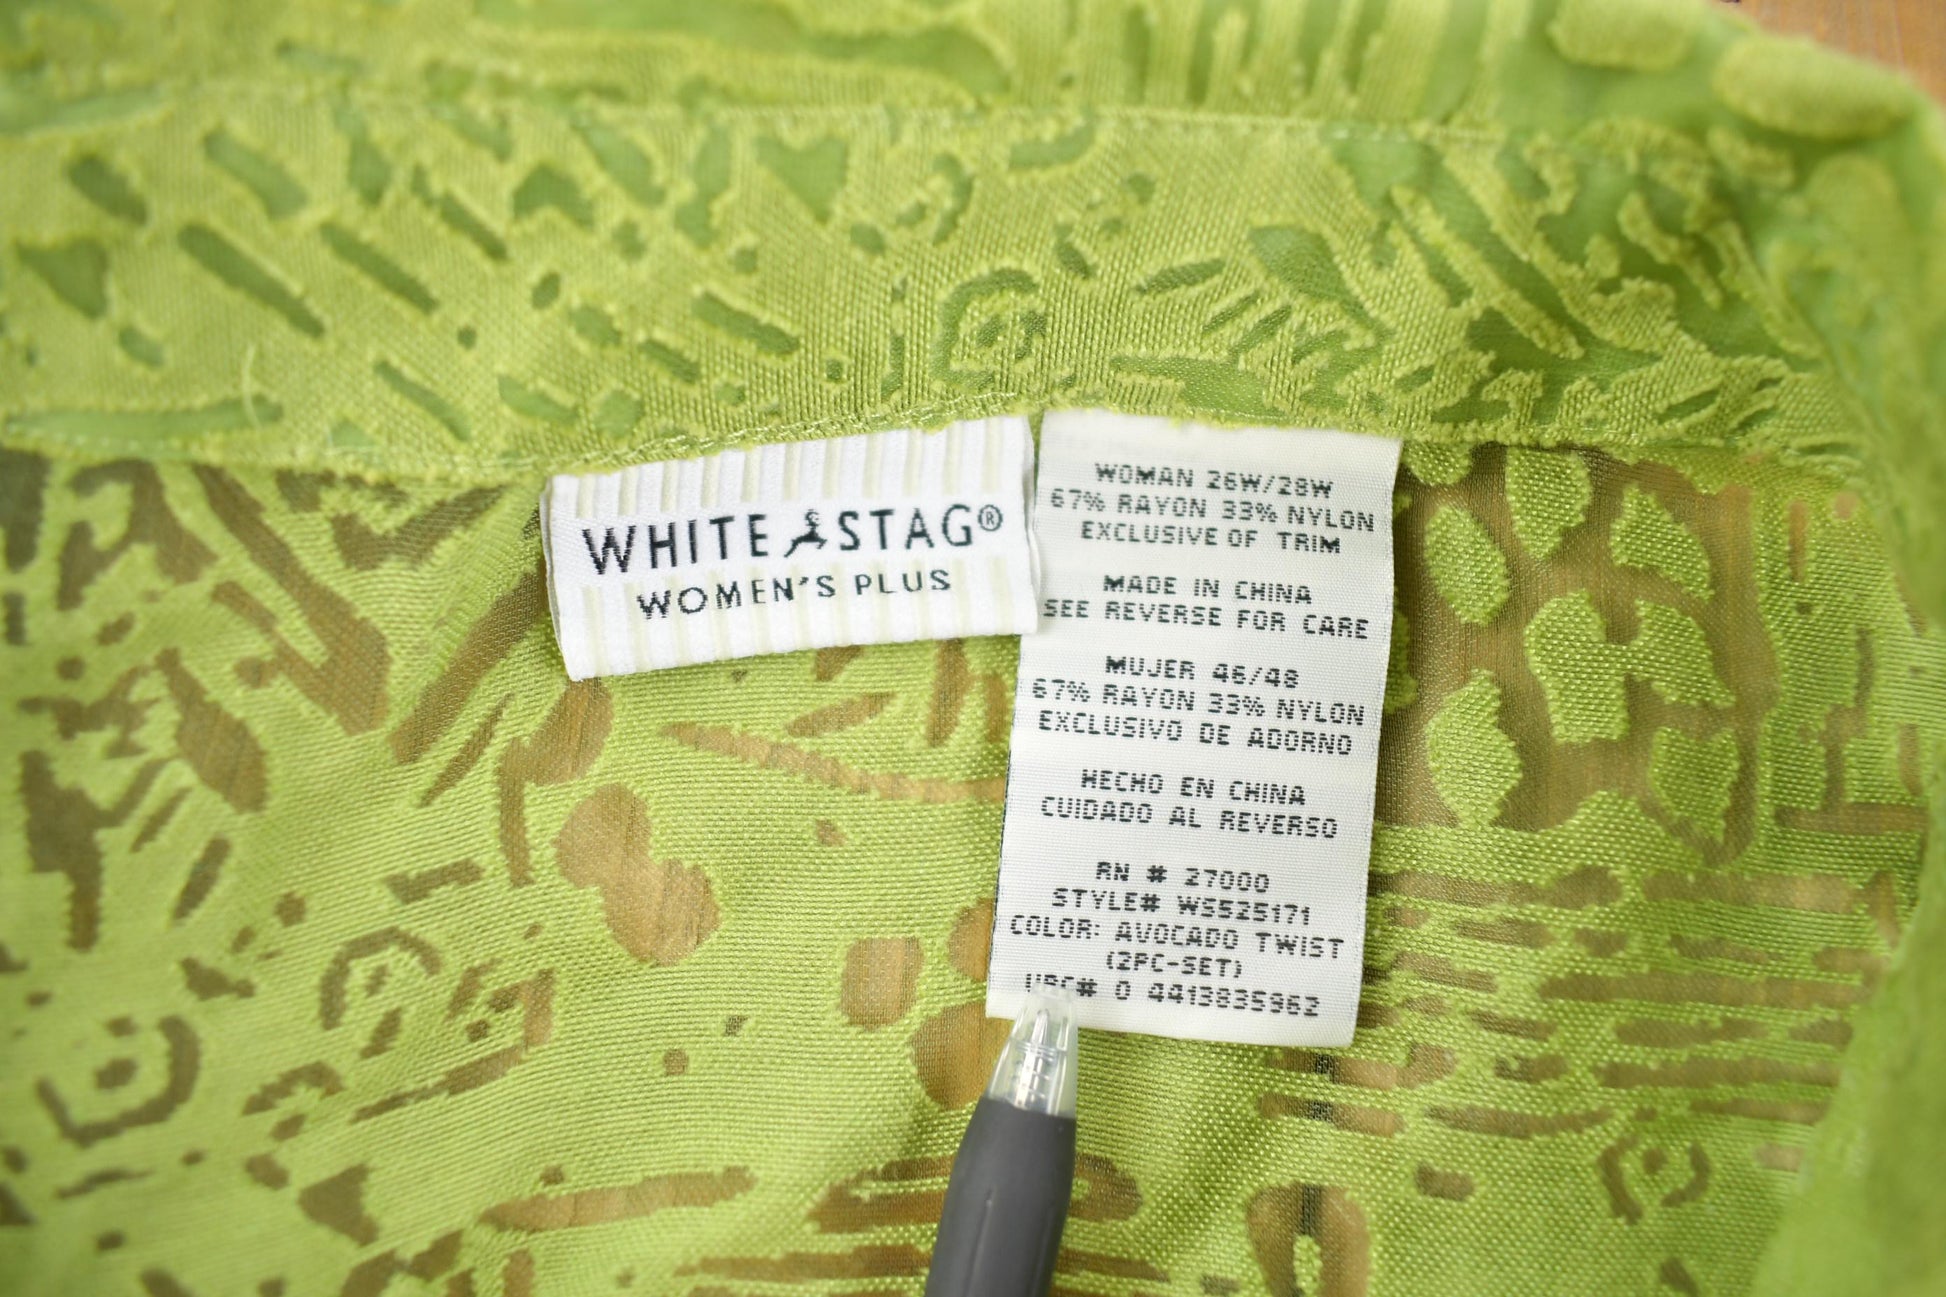 WHITE STAG®
WOMEN'S PLUS
WOMAN 26W/28W
67% RAYON 33% NYLON
EXCLUSIVE OF TRIM
MADE IN CHINA
SEE REVERSE FOR CARE
MUJER 46/48
67% RAYON 33% NYLON
EXCLUSIVO DE ADORNO
HECHO EN CHINA
CUIDADO AL REVERSO
RN # 27000
STYLE# WS525171
COLOR: AVOCADO TWIST
(2PC-SET)
UPC# 0 4413835962